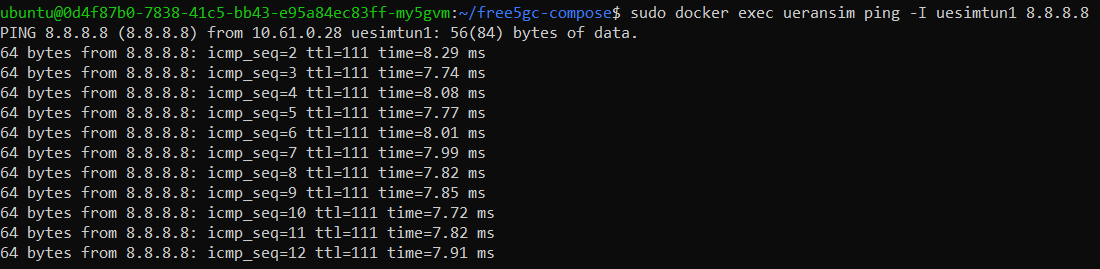 ubuntu@0d4f87b0-7838-41c5-bb43-e95a84ec83ff-my5gvm:~/free5gc-compose$ sudo docker exec ueransim ping -I uesimtun1 8.8.8.8
PING 8.8.8.8 (8.8.8.8) from 10.61.0.28 uesimtun1: 56(84) bytes of data.
64 bytes from 8.8.8.8: icmp_seq=2 ttl=111 time=8.29 ms
64 bytes from 8.8.8.8: icmp_seq=3 ttl=111 time=7.74 ms
64 bytes from 8.8.8.8: icmp_seq=4 ttl=111 time=8.08 ms
64 bytes from 8.8.8.8: icmp_seq=5 ttl=111 time=7.77 ms
64 bytes from 8.8.8.8: icmp_seq=6 ttl=111 time=8.01 ms
64 bytes from 8.8.8.8: icmp_seq=7 ttl=111 time=7.99 ms
64 bytes from 8.8.8.8: icmp_seq=8 ttl=111 time=7.82 ms
64 bytes from 8.8.8.8: icmp_seq=9 ttl=111 time=7.85 ms
64 bytes from 8.8.8.8: icmp_seq=10 ttl=111 time=7.72 ms
64 bytes from 8.8.8.8: icmp_seq=11 ttl=111 time=7.82 ms
64 bytes from 8.8.8.8: icmp_seq=12 ttl=111 time=7.91 ms